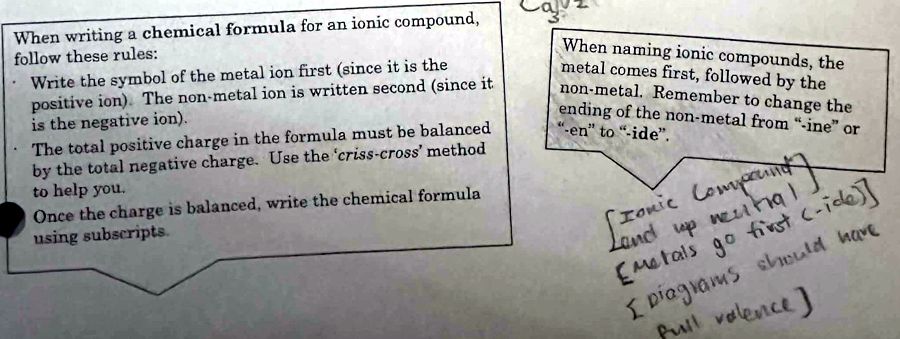 Ca₃N₂
When writing a chemical formula for an ionic compound,
follow these rules:
· Write the symbol of the metal ion first (since it is the
positive ion). The non-metal ion is written second (since it
is the negative ion).
· The total positive charge in the formula must be balanced
by the total negative charge. Use the 'criss-cross' method
to help you.
Once the charge is balanced, write the chemical formula
using subscripts.
When naming ionic compounds, the
metal comes first, followed by the
non-metal. Remember to change the
ending of the non-metal from "-ine" or
"-en" to "-ide".
[Ionic Compound]
[end up neutral]
[Metals go first (-ide)]
[Diagrams should have
full valence]